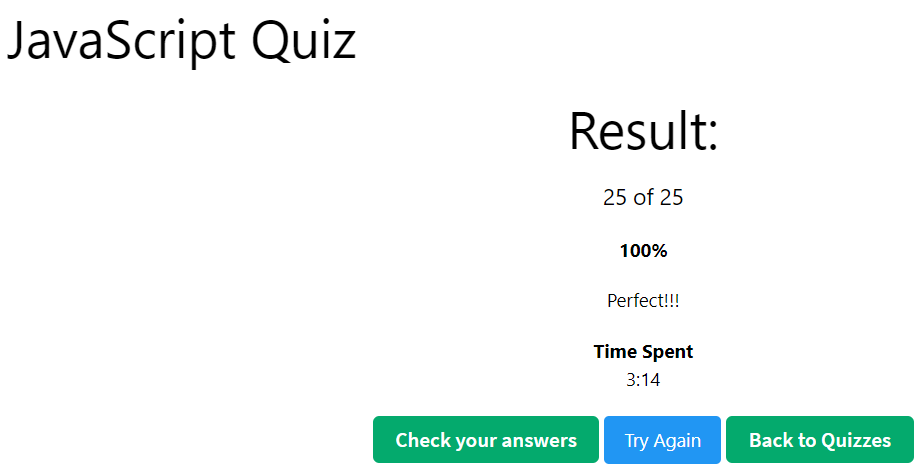 JavaScript Quiz
Result:
25 of 25
100%
Perfect!!!
Time Spent
3:14
Check your answers Try Again Back to Quizzes